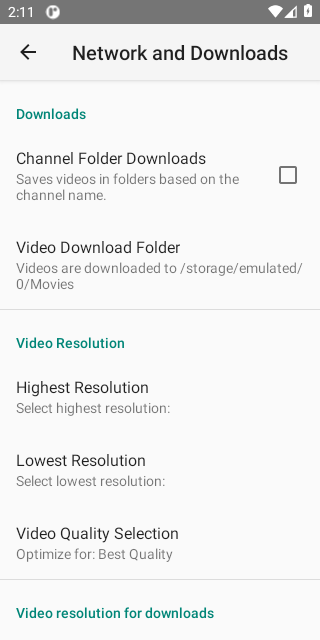 2:11
Network and Downloads
Downloads
Channel Folder Downloads
Saves videos in folders based on the
channel name.
Video Download Folder
Videos are downloaded to /storage/emulated/
0/Movies
Video Resolution
Highest Resolution
Select highest resolution:
Lowest Resolution
Select lowest resolution:
Video Quality Selection
Optimize for: Best Quality
Video resolution for downloads